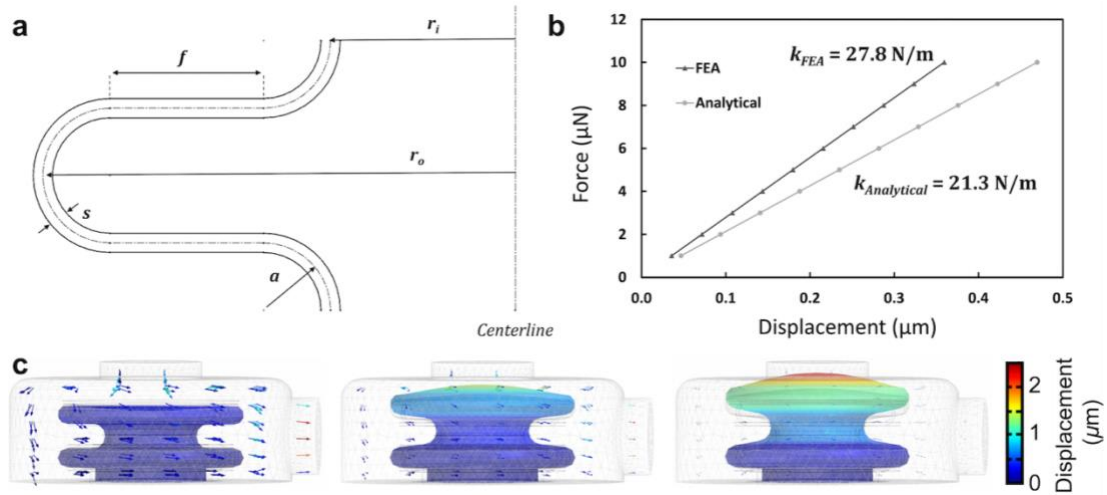 a
r_i
f
r_o
s
a
Centerline
b
12
10
8
6
4
2
0
Force (µN)
k_FEA = 27.8 N/m
FEA
Analytical
k_Analytical = 21.3 N/m
0.0 0.1 0.2 0.3 0.4 0.5
Displacement (µm)
c
2
1
0
Displacement
(µm)